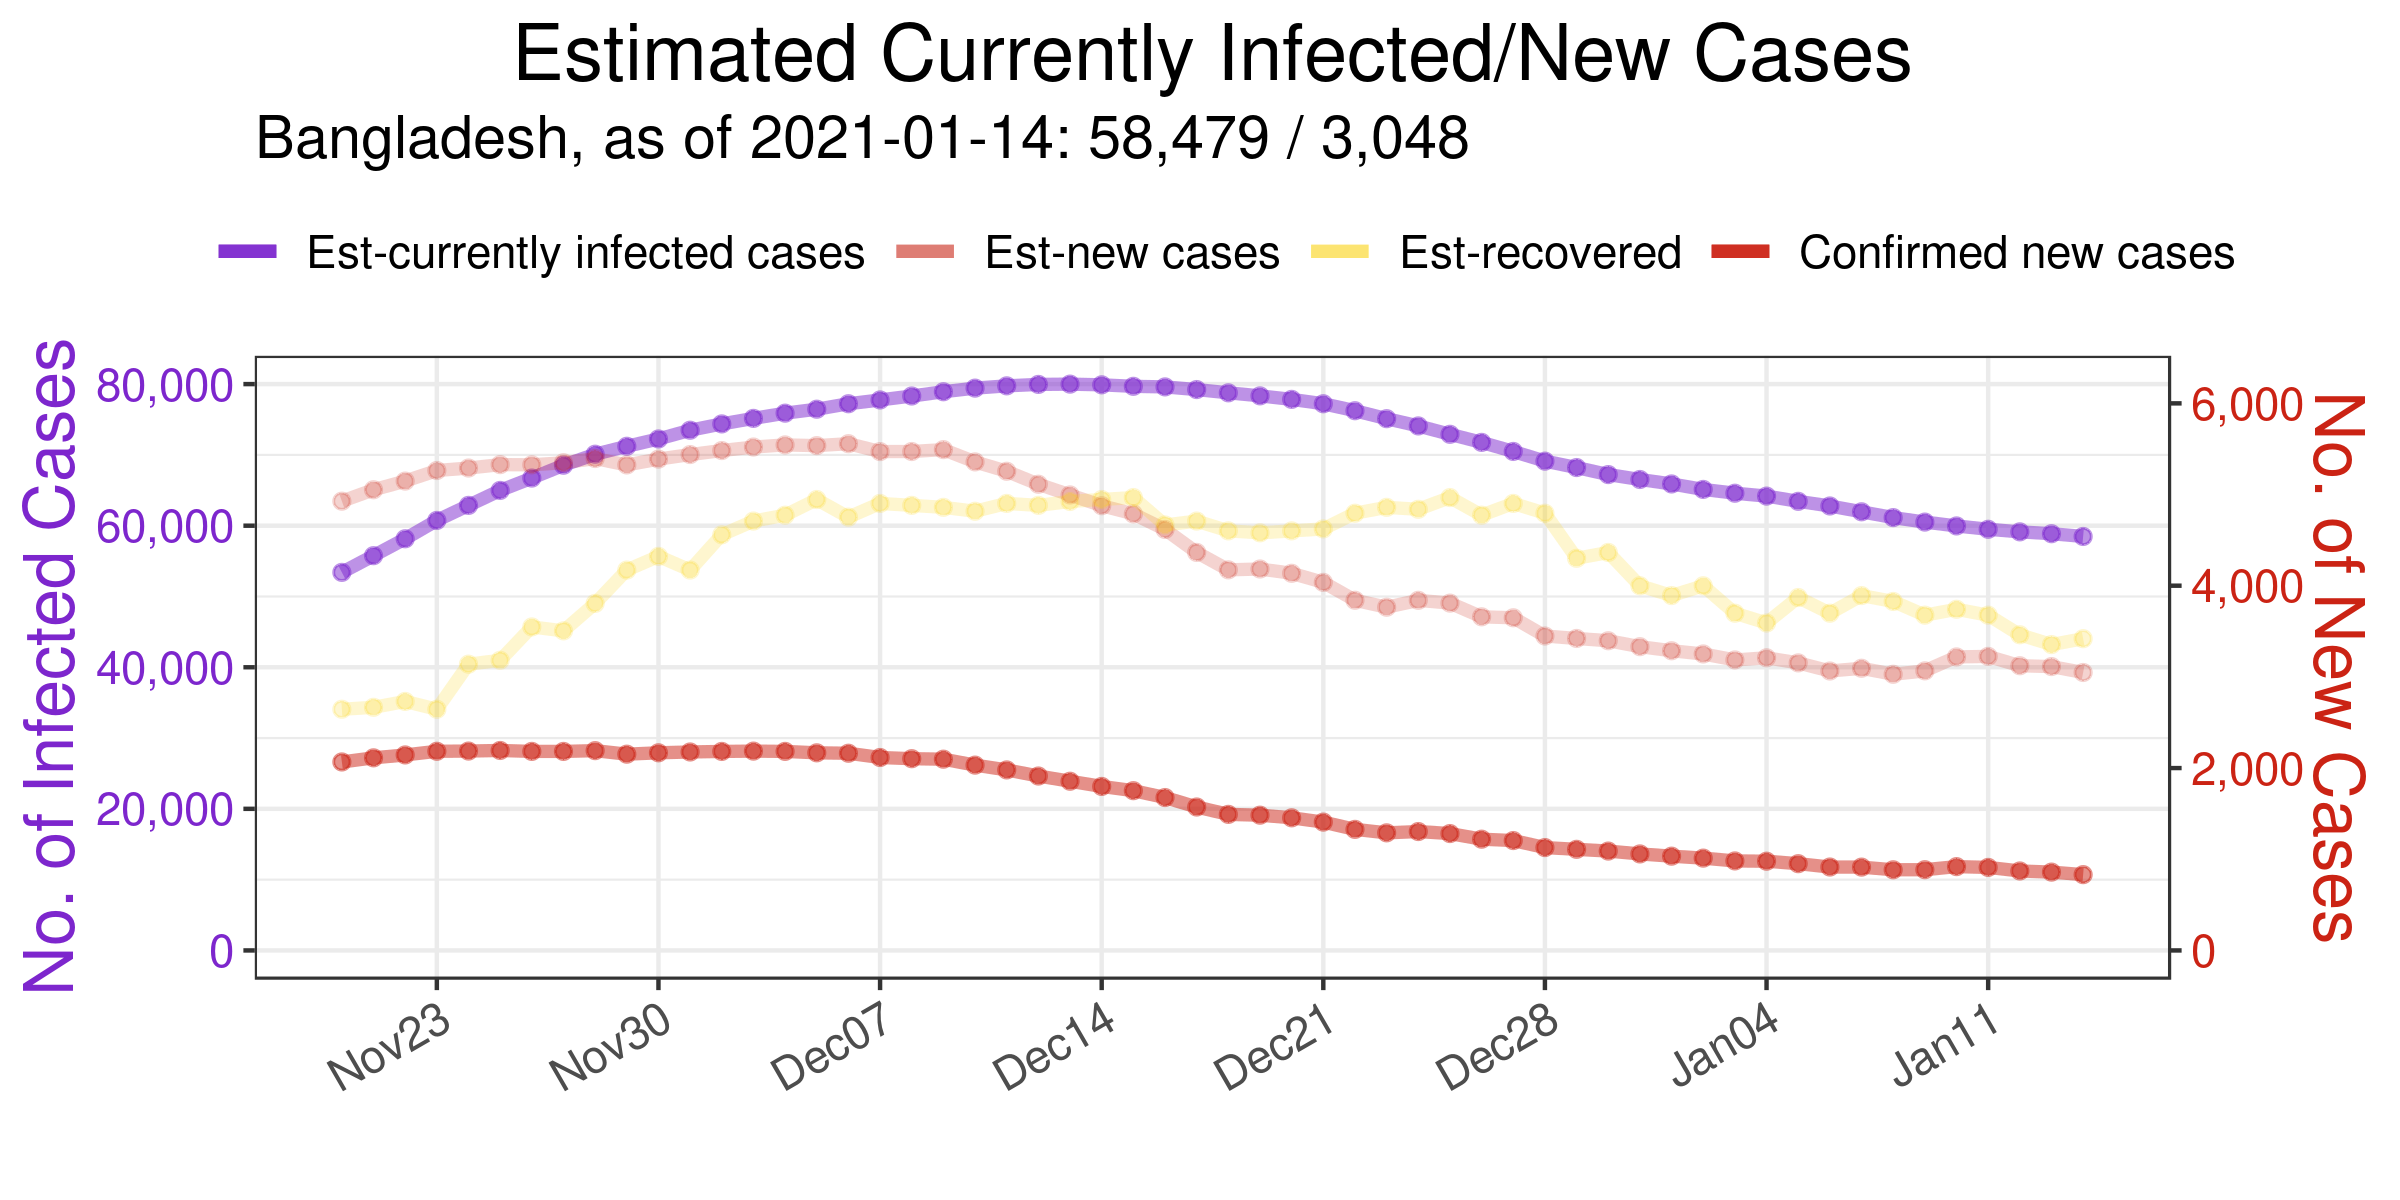 Estimated Currently Infected/New Cases
Bangladesh, as of 2021-01-14: 58,479 / 3,048
Est-currently infected cases Est-new cases Est-recovered Confirmed new cases
No. of Infected Cases
80,000
60,000
40,000
20,000
0
6,000
4,000
2,000
0
No. of New Cases
Nov23 Nov30 Dec07 Dec14 Dec21 Dec28 Jan04 Jan11